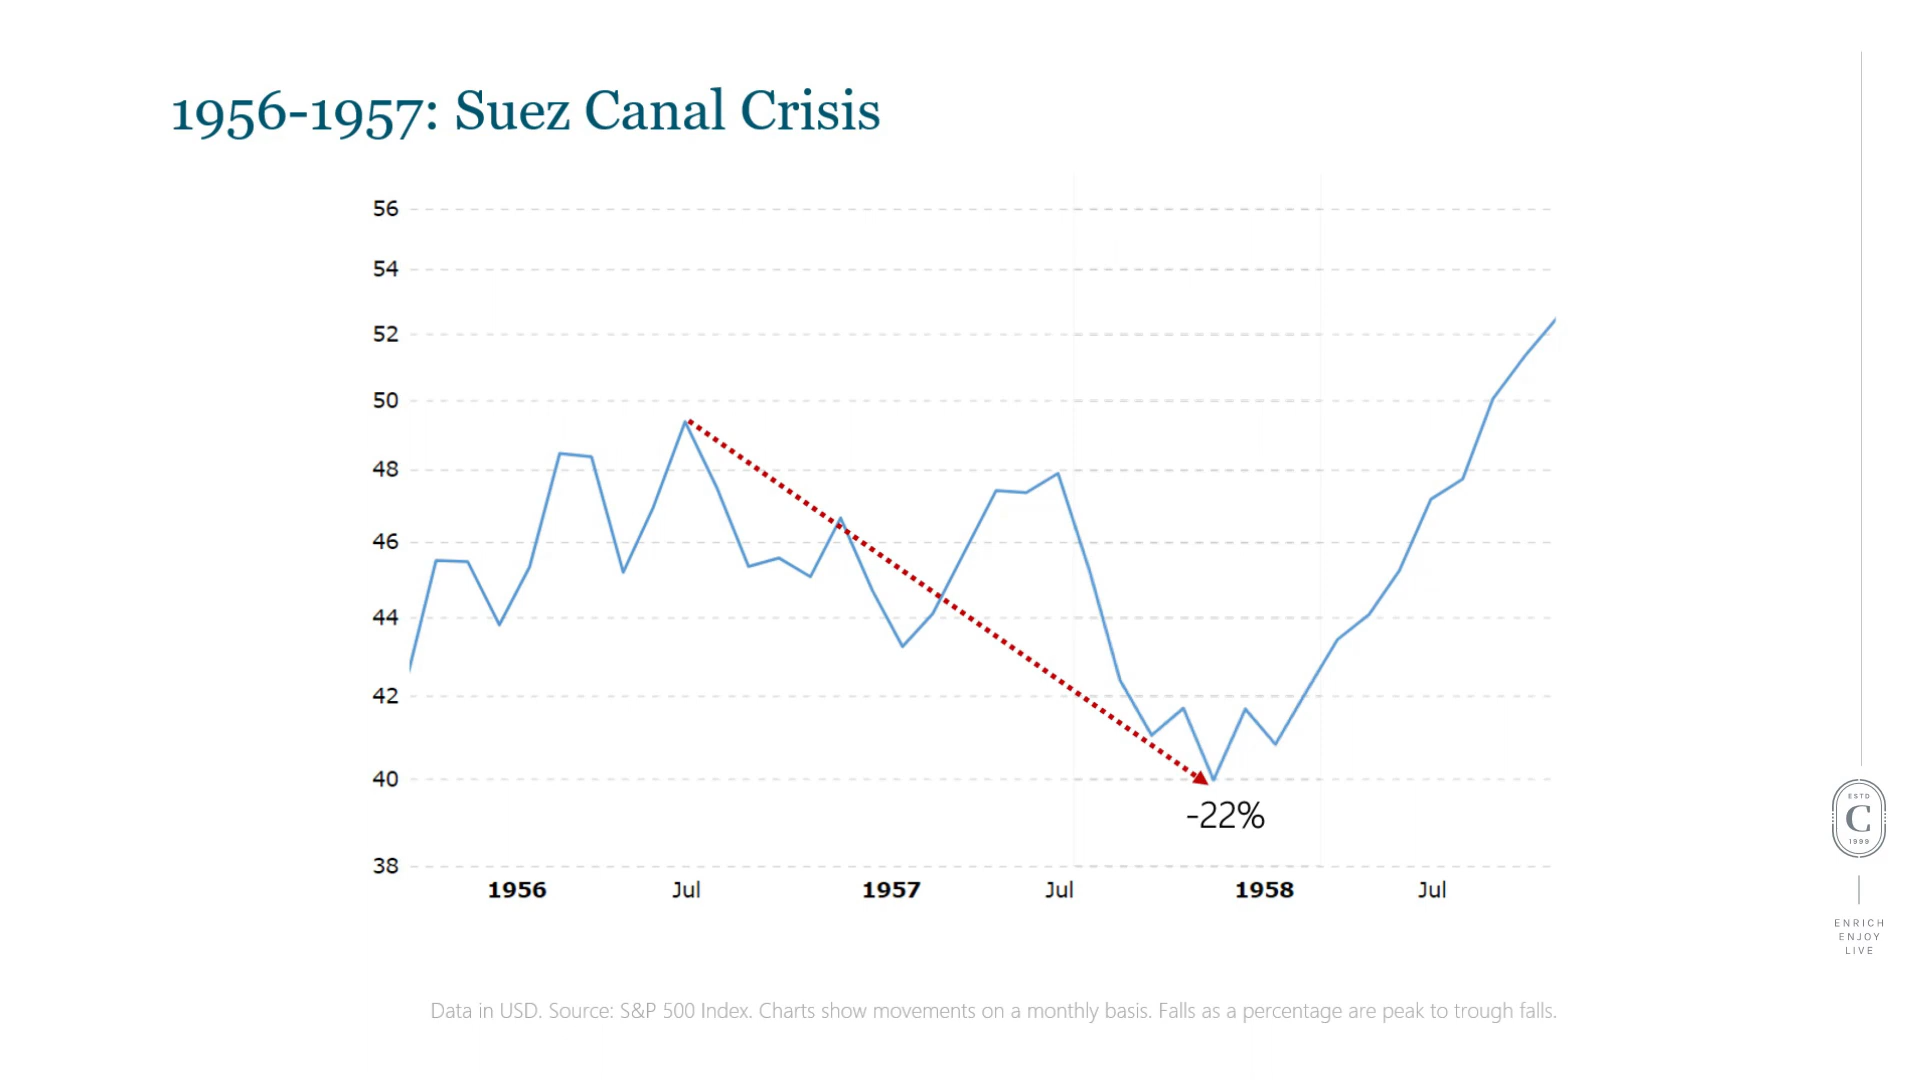 1956-1957: Suez Canal Crisis
56
54
52
50
48
46
44
42
40
-22%
38
1956 Jul 1957 Jul 1958 Jul
ESTD
C
1999
ENRICH
ENJOY
LIVE
Data in USD. Source: S&P 500 Index. Charts show movements on a monthly basis. Falls as a percentage are peak to trough falls.